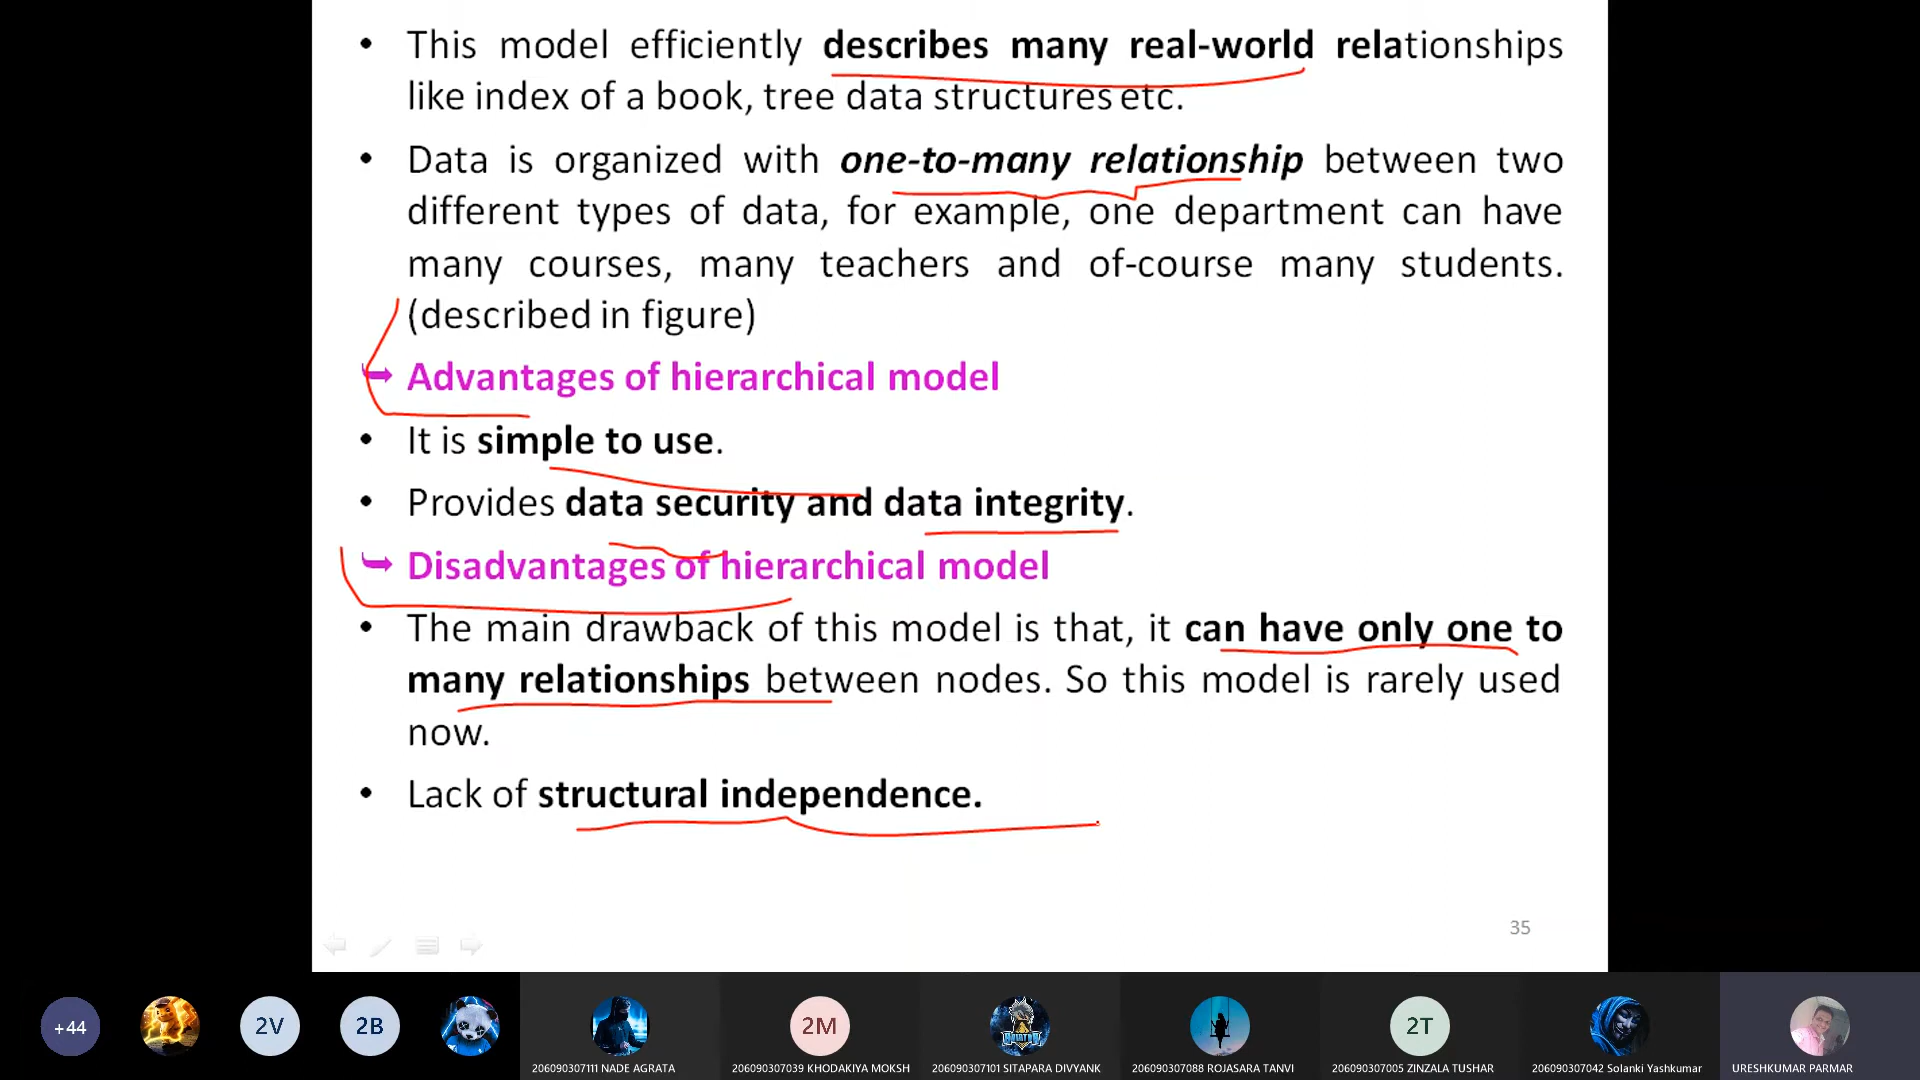 • This model efficiently describes many real-world relationships
like index of a book, tree data structures etc.
• Data is organized with one-to-many relationship between two
different types of data, for example, one department can have
many courses, many teachers and of-course many students.
(described in figure)
➥ Advantages of hierarchical model
• It is simple to use.
• Provides data security and data integrity.
➥ Disadvantages of hierarchical model
• The main drawback of this model is that, it can have only one to
many relationships between nodes. So this model is rarely used
now.
• Lack of structural independence.
35
+44
2V
2B
2M
2T
206090307111 NADE AGRATA
206090307039 KHODAKIYA MOKSH
206090307101 SITAPARA DIVYANK
206090307088 ROJASARA TANVI
206090307005 ZINZALA TUSHAR
206090307042 Solanki Yashkumar
URESHKUMAR PARMAR